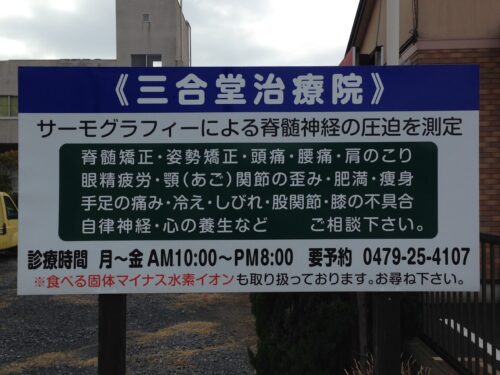 《三合堂治療院》
サーモグラフィーによる脊髄神経の圧迫を測定
脊髄矯正・姿勢矯正・頭痛・腰痛・肩のこり
眼精疲労・顎(あご)関節の歪み・肥満・痩身
手足の痛み・冷え・しびれ・股関節・膝の不具合
自律神経・心の養生など ご相談下さい。
診療時間 月〜金 AM10:00〜PM8:00 要予約 0479-25-4107
※食べる固体マイナス水素イオンも取り扱っております。お尋ね下さい。